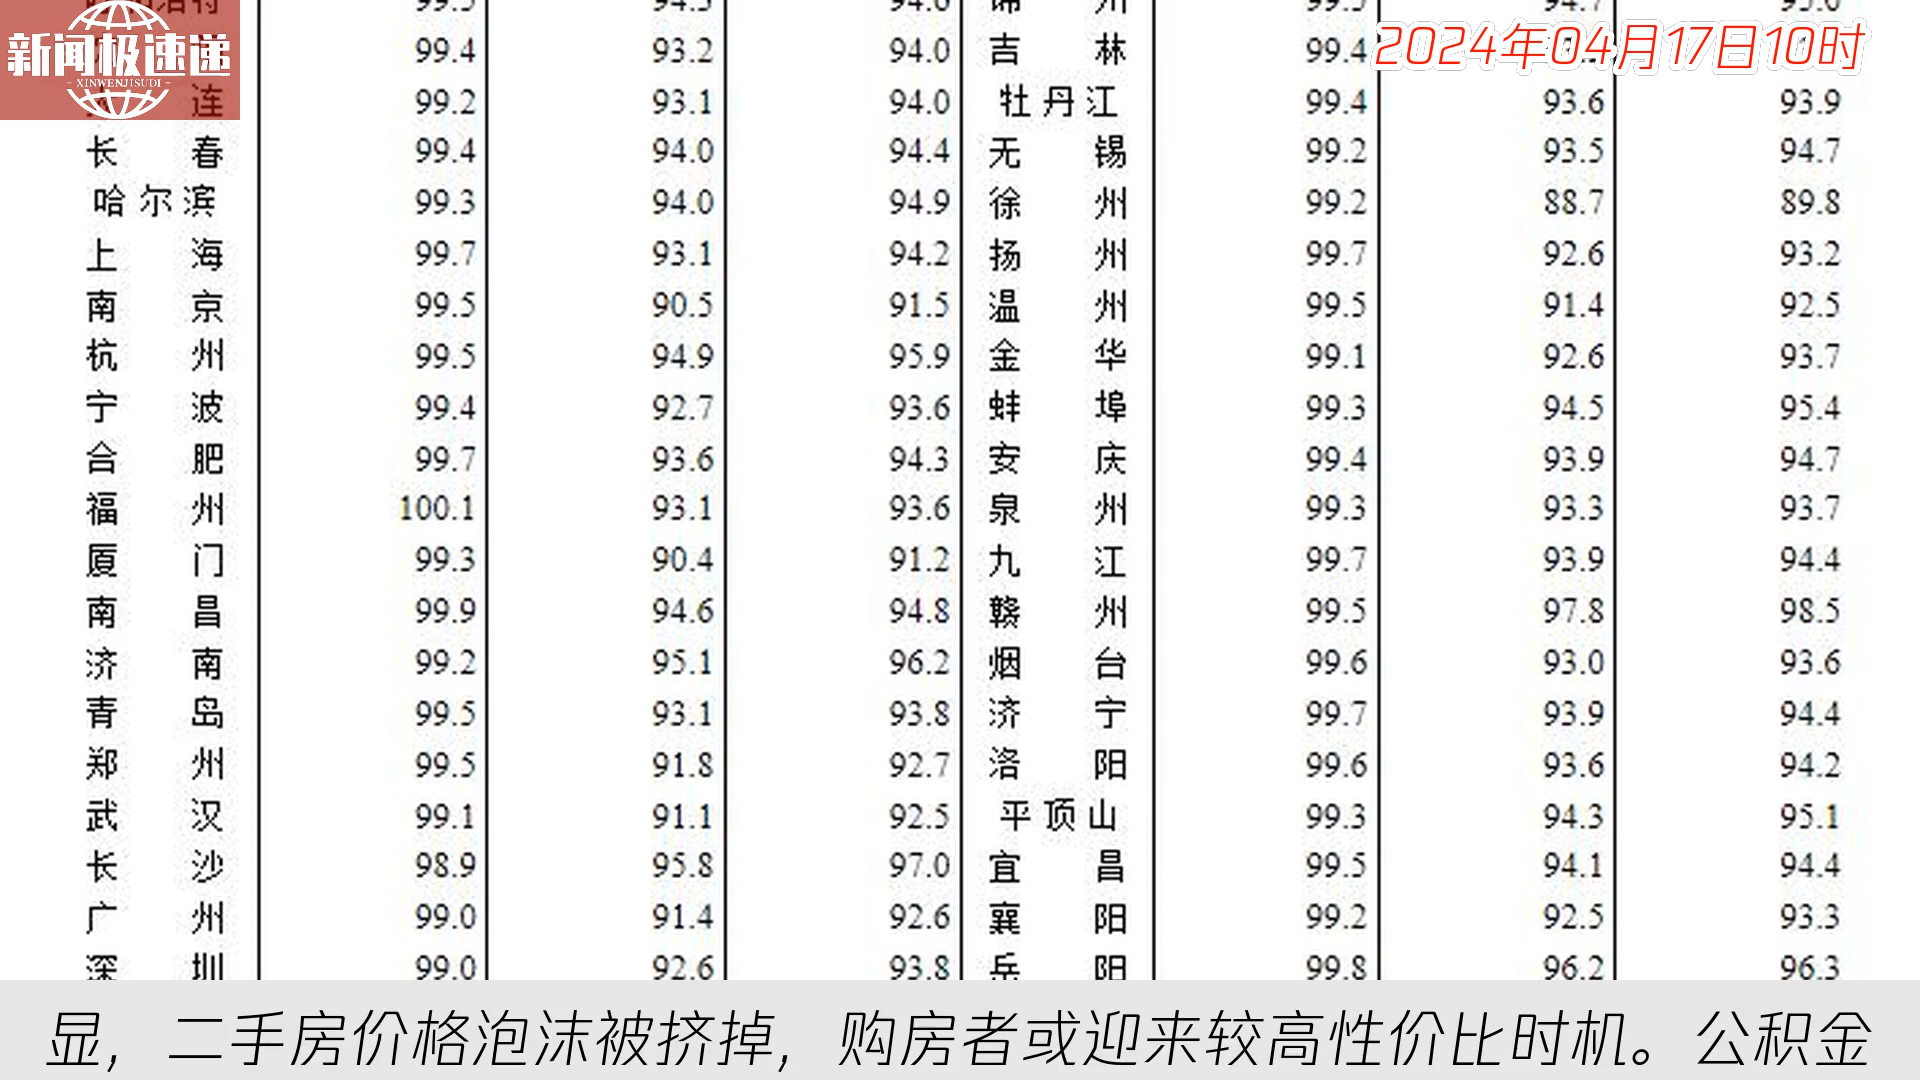 新闻极速递
XINWENJISUDI
2024年04月17日10时
99.4 93.2 94.0 吉林 99.4
连 99.2 93.1 94.0 牡丹江 99.4 93.6 93.9
长春 99.4 94.0 94.4 无锡 99.2 93.5 94.7
哈尔滨 99.3 94.0 94.9 徐州 99.2 88.7 89.8
上海 99.7 93.1 94.2 扬州 99.7 92.6 93.2
南京 99.5 90.5 91.5 温州 99.5 91.4 92.5
杭州 99.5 94.9 95.9 金华 99.1 92.6 93.7
宁波 99.4 92.7 93.6 蚌埠 99.3 94.5 95.4
合肥 99.7 93.6 94.3 安庆 99.4 93.9 94.7
福州 100.1 93.1 93.6 泉州 99.3 93.3 93.7
厦门 99.3 90.4 91.2 九江 99.7 93.9 94.4
南昌 99.9 94.6 94.8 赣州 99.5 97.8 98.5
济南 99.2 95.1 96.2 烟台 99.6 93.0 93.6
青岛 99.5 93.1 93.8 济宁 99.7 93.9 94.4
郑州 99.5 91.8 92.7 洛阳 99.6 93.6 94.2
武汉 99.1 91.1 92.5 平顶山 99.3 94.3 95.1
长沙 98.9 95.8 97.0 宜昌 99.5 94.1 94.4
广州 99.0 91.4 92.6 襄阳 99.2 92.5 93.3
深圳 99.0 92.6 93.8 岳阳 99.8 96.2 96.3
显，二手房价格泡沫被挤掉，购房者或迎来较高性价比时机。公积金